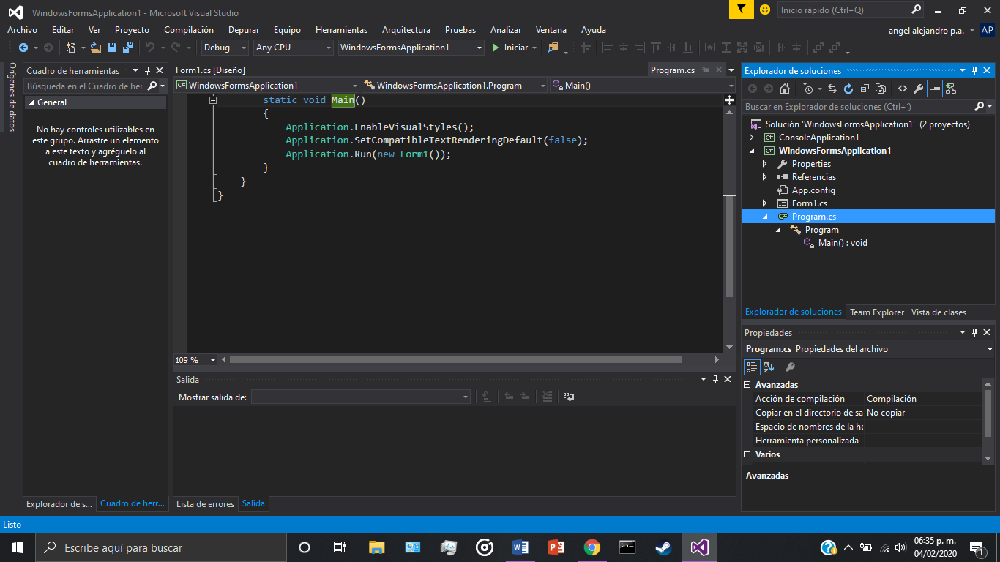 WindowsFormsApplication1 - Microsoft Visual Studio
Inicio rápido (Ctrl+Q)
Archivo Editar Ver Proyecto Compilación Depurar Equipo Herramientas Arquitectura Pruebas Analizar Ventana Ayuda
angel alejandro p.a. AP
Debug Any CPU WindowsFormsApplication1 Iniciar
Orígenes de datos
Cuadro de herramientas
Búsqueda en el Cuadro de her
General
No hay controles utilizables en
este grupo. Arrastre un elemento
a este texto y agréguelo al
cuadro de herramientas.
Explorador de s... Cuadro de herr...
Form1.cs [Diseño] Program.cs
WindowsFormsApplication1 WindowsFormsApplication1.Program Main()
static void Main()
{
Application.EnableVisualStyles();
Application.SetCompatibleTextRenderingDefault(false);
Application.Run(new Form1());
}
}
}
109 %
Salida
Mostrar salida de:
Lista de errores Salida
Explorador de soluciones
Buscar en Explorador de soluciones (Ctrl+´)
Solución 'WindowsFormsApplication1' (2 proyectos)
ConsoleApplication1
WindowsFormsApplication1
Properties
Referencias
App.config
Form1.cs
Program.cs
Program
Main() : void
Explorador de soluciones Team Explorer Vista de clases
Propiedades
Program.cs Propiedades del archivo
Avanzadas
Acción de compilación Compilación
Copiar en el directorio de sa No copiar
Espacio de nombres de la he
Herramienta personalizada
Varios
Avanzadas
Listo
Escribe aquí para buscar
06:35 p. m.
04/02/2020
1